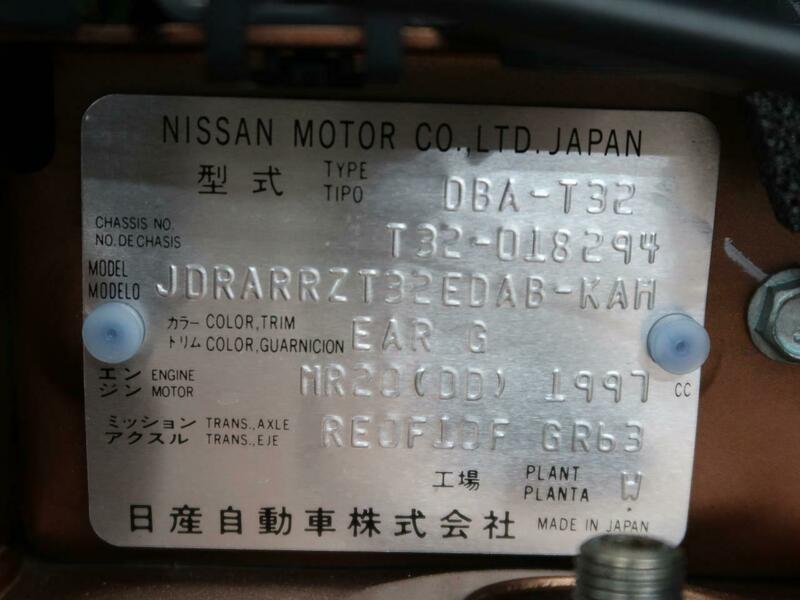 NISSAN MOTOR CO.,LTD. JAPAN
型式 TYPE TIPO DBA-T32
CHASSIS NO. NO. DE CHASIS T32-018294
MODEL MODELO JDRARRZT32EDAB-KAH
カラー COLOR,TRIM トリム COLOR,GUARNICION EAR G
エンジン ENGINE MOTOR MR20(DD) 1997 CC
ミッション TRANS.,AXLE アクスル TRANS.,EJE RE0F10F GR63
工場 PLANT PLANTA W
日産自動車株式会社 MADE IN JAPAN